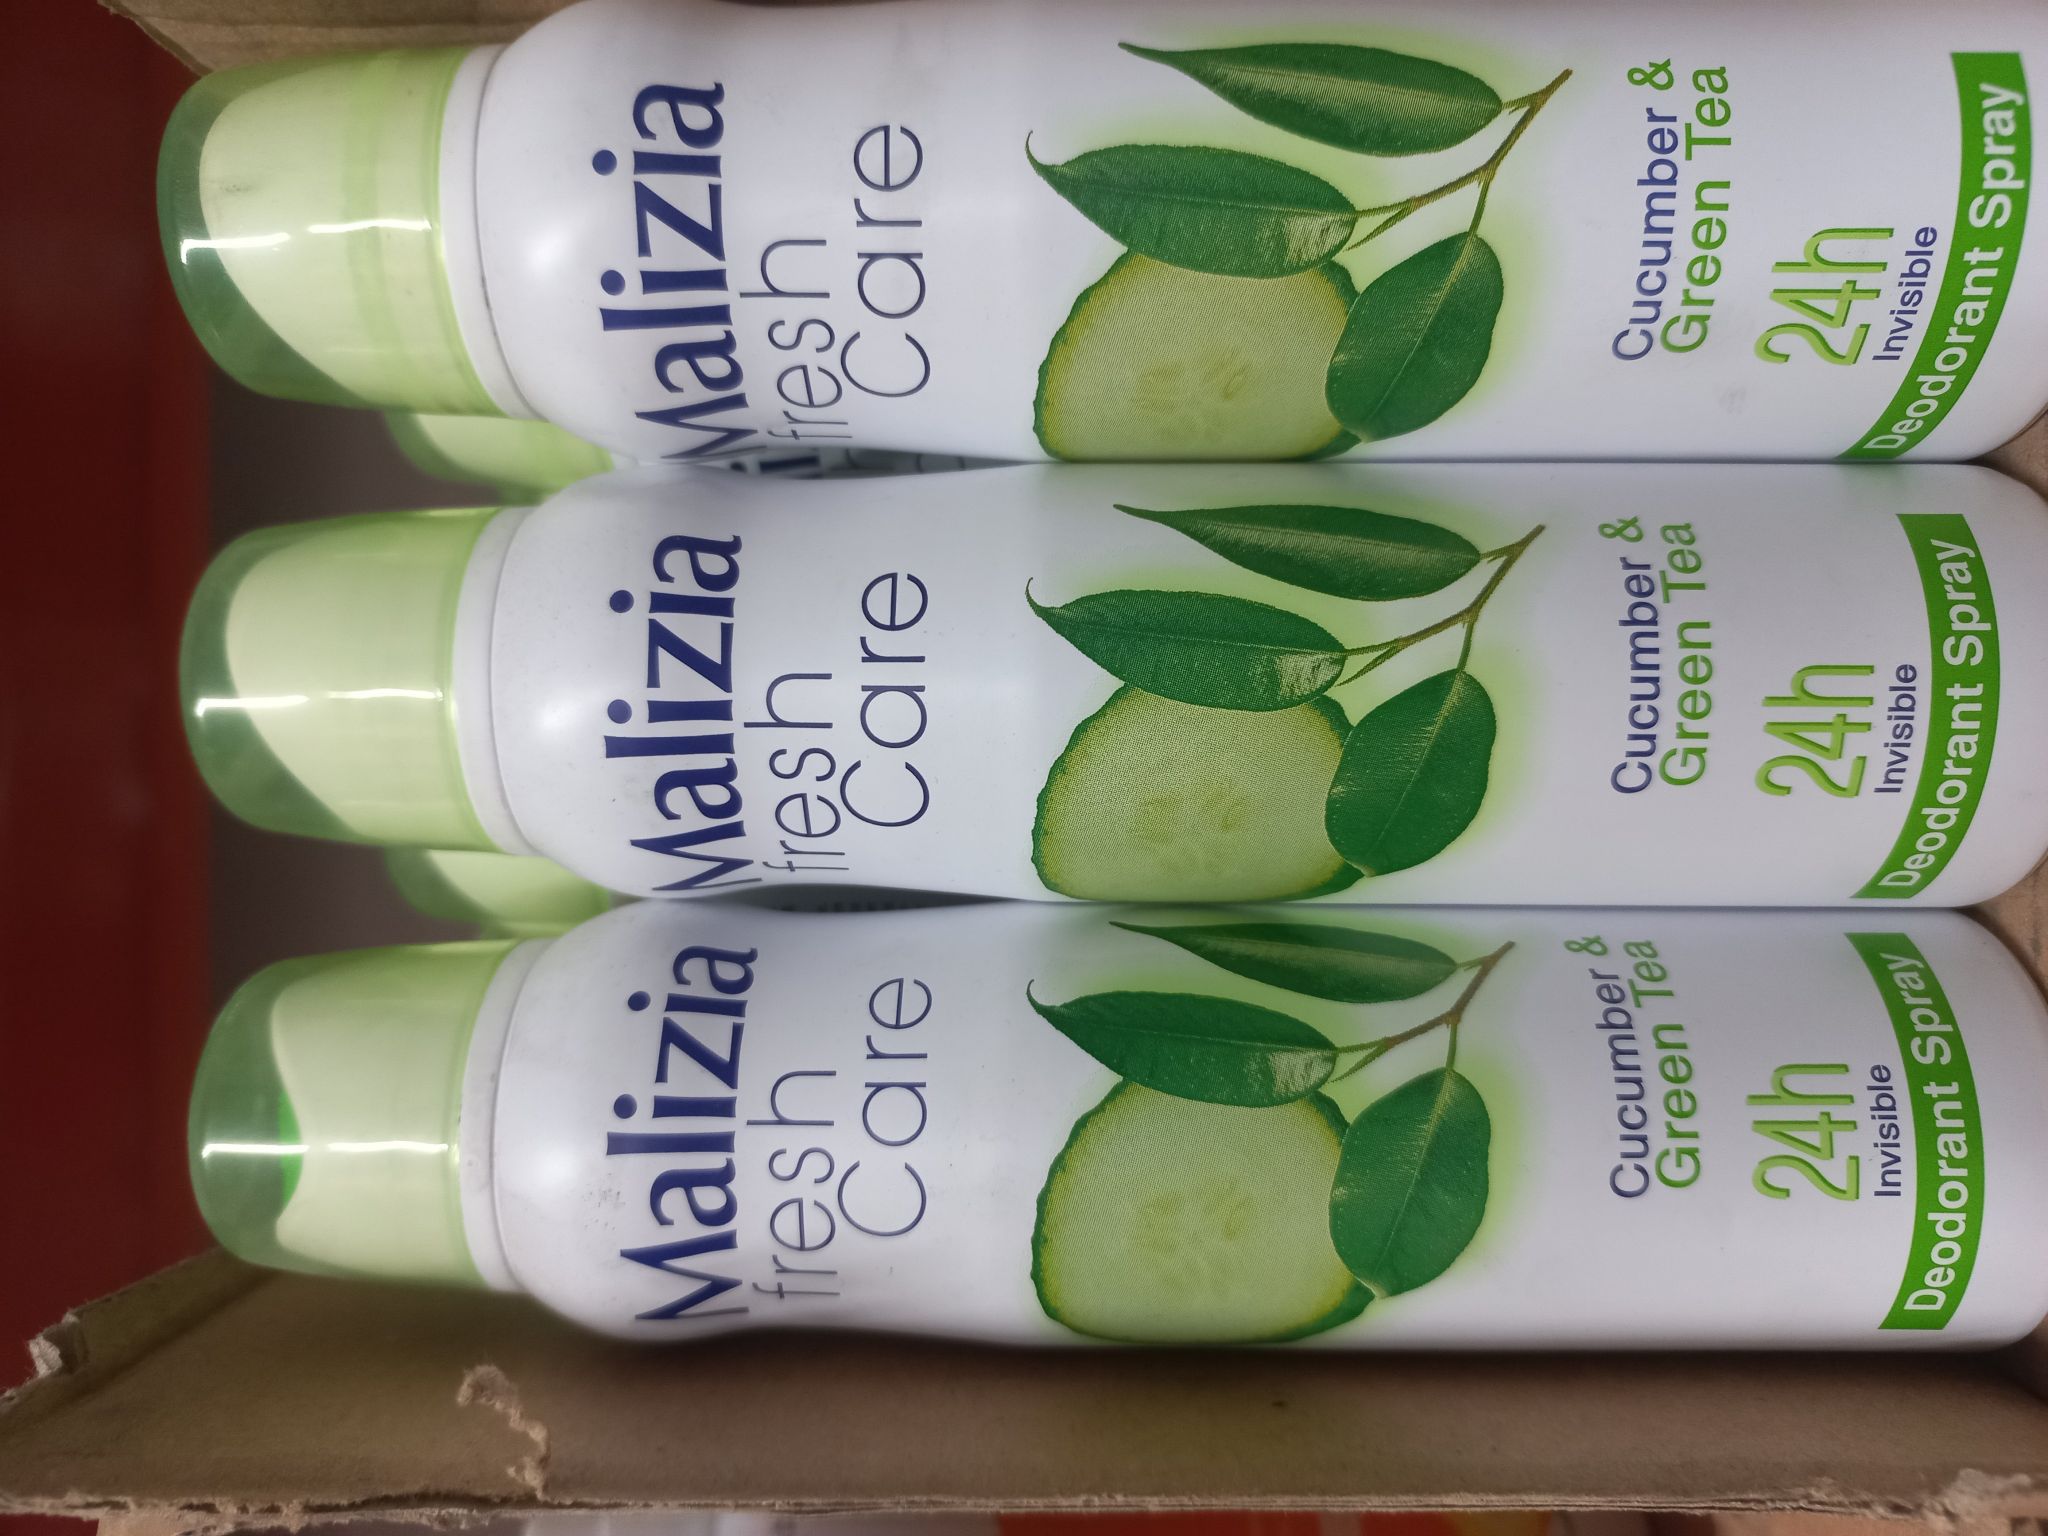 Malizia
fresh
Care
Cucumber &
Green Tea
24h
Invisible
Deodorant Spray
Malizia
fresh
Care
Cucumber &
Green Tea
24h
Invisible
Deodorant Spray
Malizia
fresh
Care
Cucumber &
Green Tea
24h
Invisible
Deodorant Spray